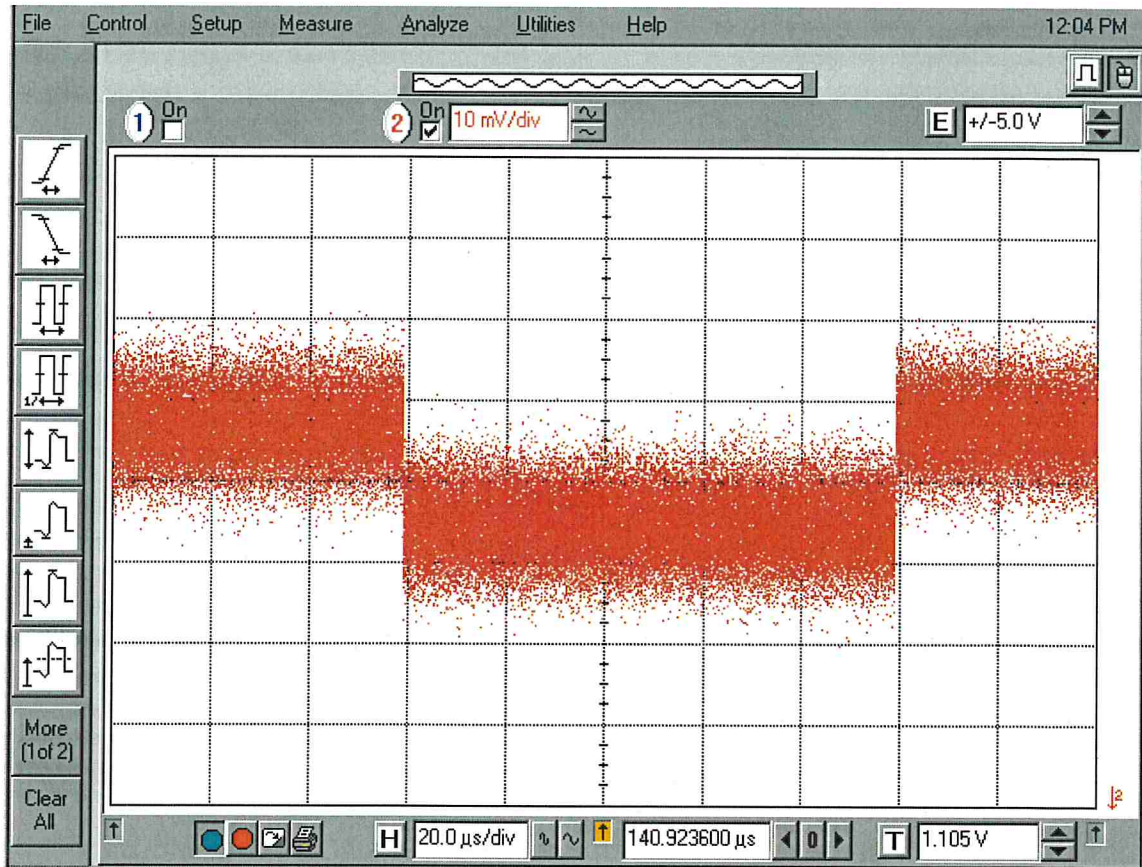 File Control Setup Measure Analyze Utilities Help 12:04 PM
1 On 2 On 10 mV/div E +/-5.0 V
1/
More
(1of 2)
Clear
All
2
H 20.0 µs/div 140.923600 µs 0 T 1.105 V